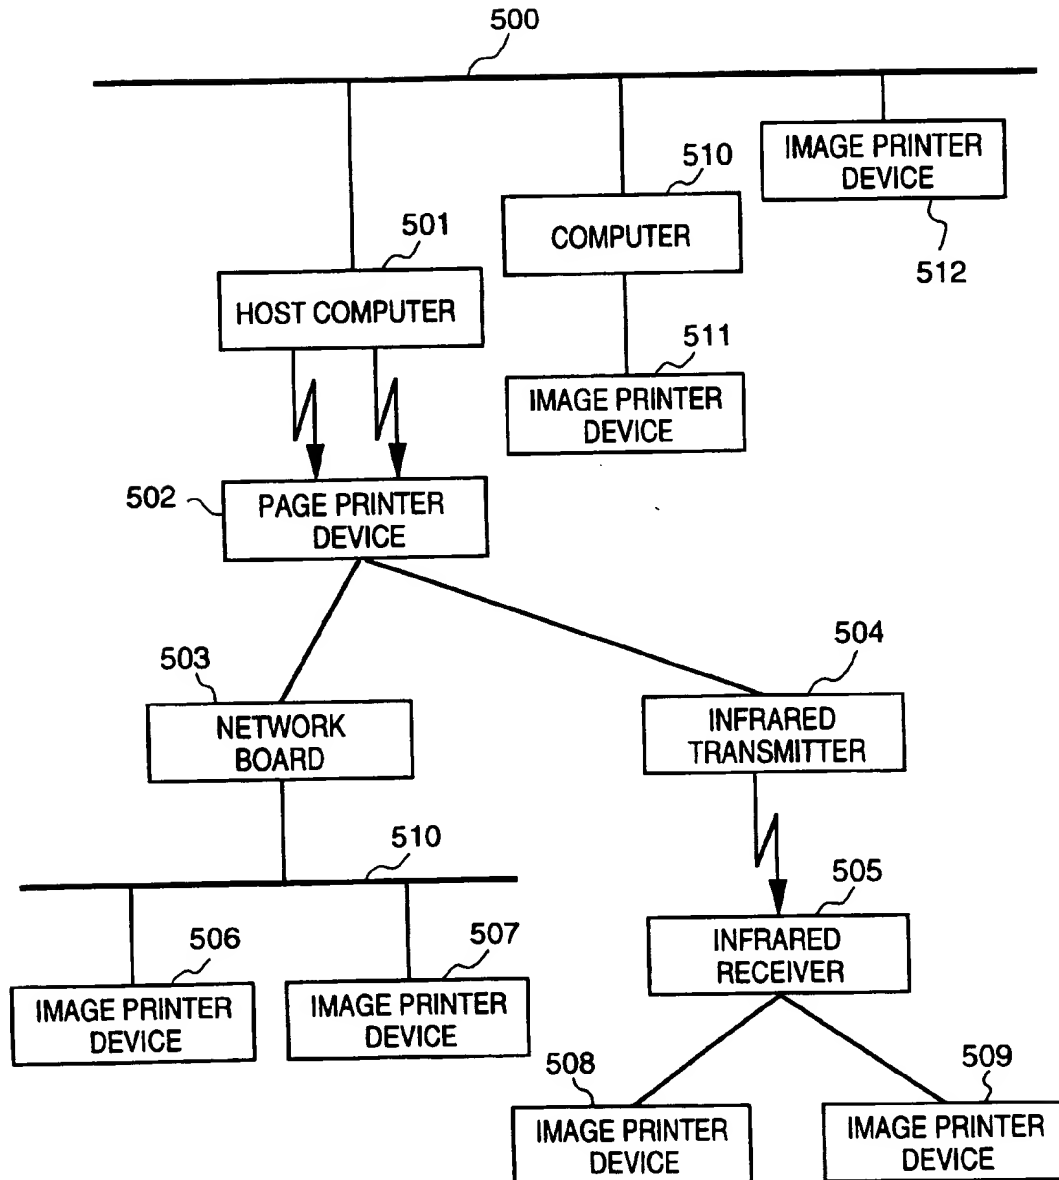 500
IMAGE PRINTER
DEVICE
512
510
COMPUTER
501
HOST COMPUTER
511
IMAGE PRINTER
DEVICE
502
PAGE PRINTER
DEVICE
503
NETWORK
BOARD
504
INFRARED
TRANSMITTER
510
505
INFRARED
RECEIVER
506
IMAGE PRINTER
DEVICE
507
IMAGE PRINTER
DEVICE
508
IMAGE PRINTER
DEVICE
509
IMAGE PRINTER
DEVICE